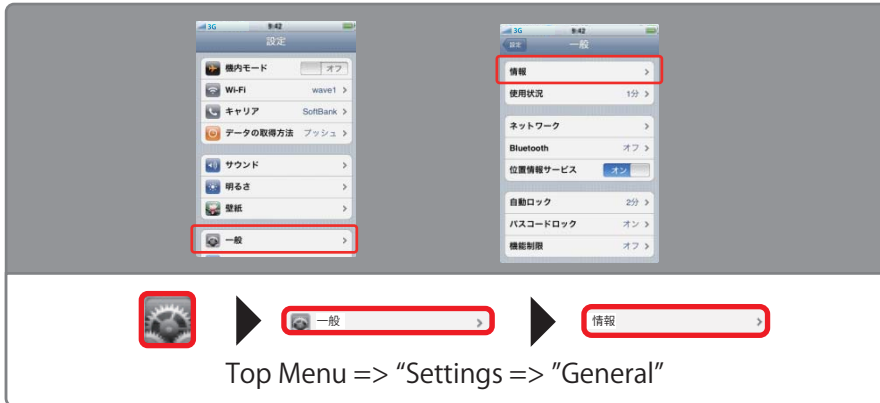 3G 9:42
設定
機内モード オフ
Wi-Fi wave1
キャリア SoftBank
データの取得方法 プッシュ
サウンド
明るさ
壁紙
一般
3G 9:42
設定 一般
情報
使用状況 1分
ネットワーク
Bluetooth オフ
位置情報サービス オン
自動ロック 2分
パスコードロック オン
機能制限 オフ
一般
情報
Top Menu => “Settings => ”General”